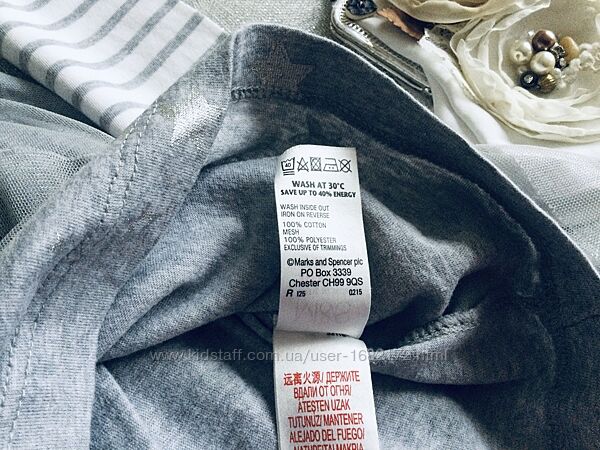 40
WASH AT 30°C
SAVE UP TO 40% ENERGY
WASH INSIDE OUT
IRON ON REVERSE
100% COTTON
MESH
100% POLYESTER
EXCLUSIVE OF TRIMMINGS
©Marks and Spencer plc
PO Box 3339
Chester CH99 9QS
R 125 0215
远离火源/ ДЕРЖИТЕ
ВДАЛИ ОТ ОГНЯ/
ATEŞTEN UZAK
TUTUNUZ/ MANTENER
ALEJADO DEL FUEGO/